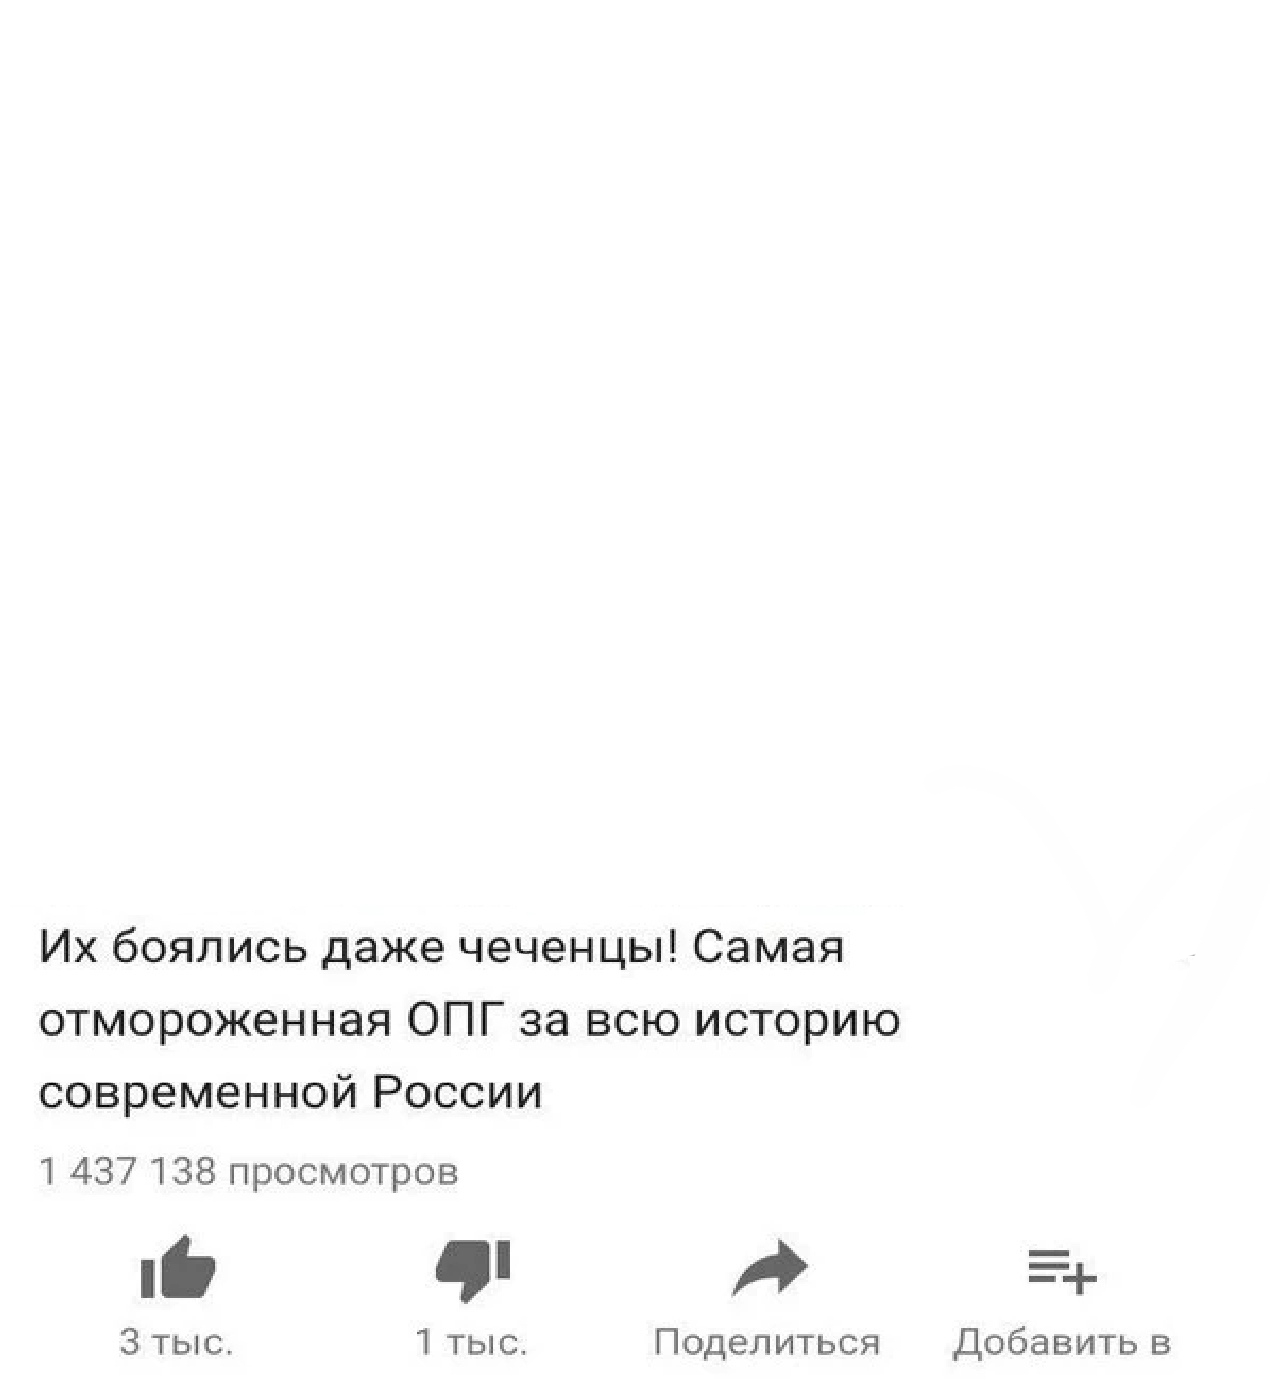 Их боялись даже чеченцы! Самая
отмороженная ОПГ за всю историю
современной России
1 437 138 просмотров
3 тыс. 1 тыс. Поделиться Добавить в